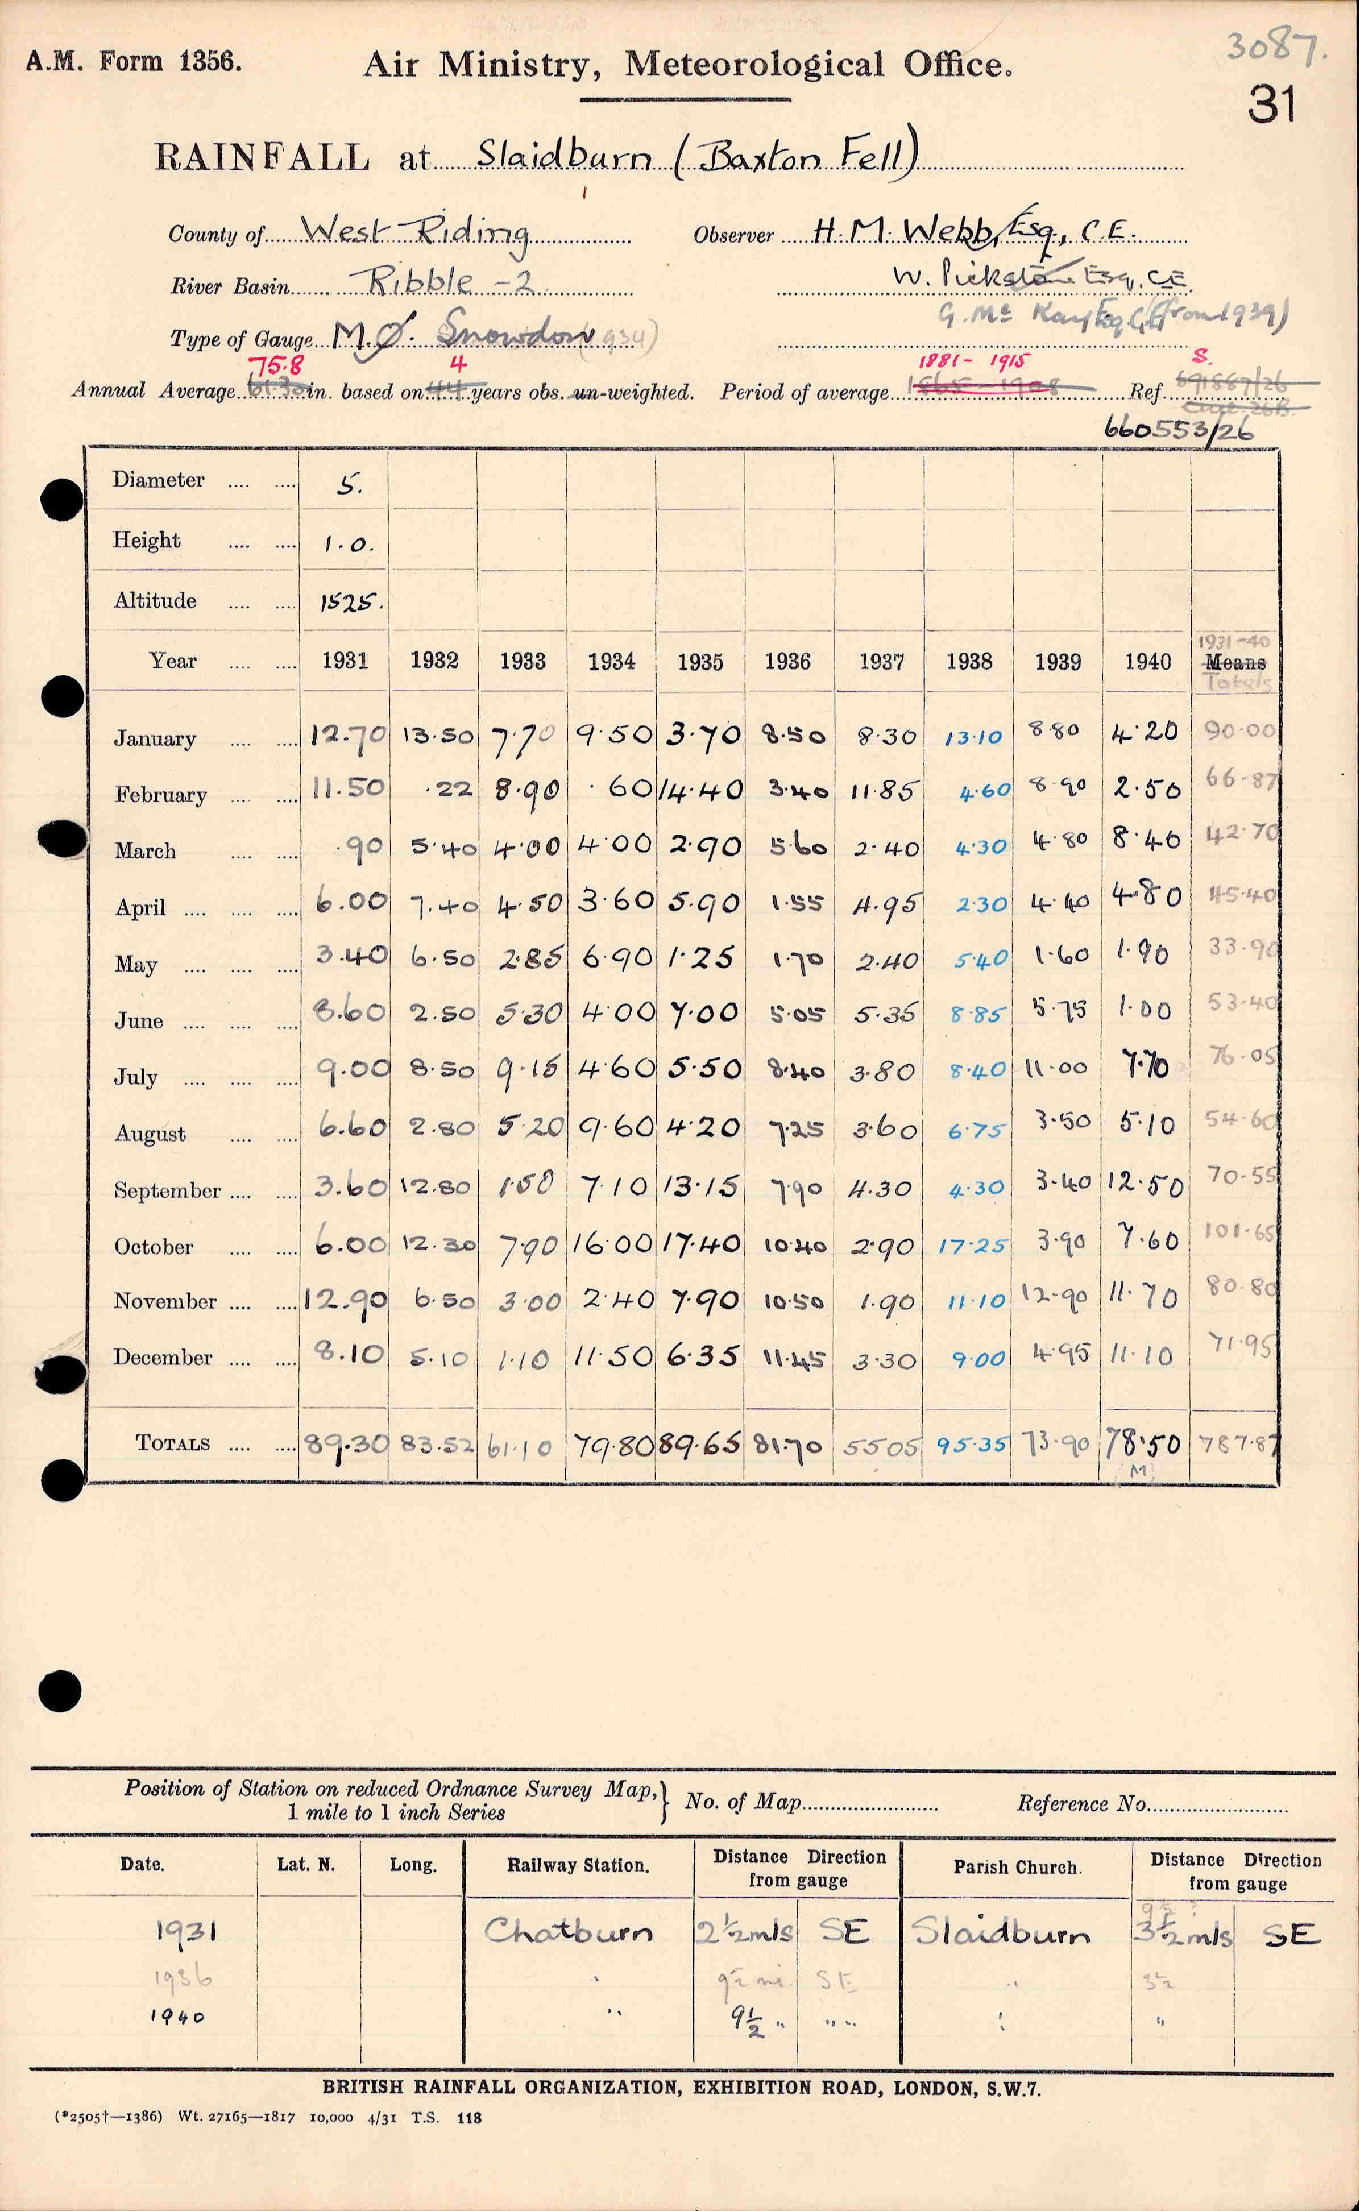 3087.
A.M. Form 1356. Air Ministry, Meteorological Office.
31
RAINFALL at Slaidburn (Baxton Fell)
County of West Riding Observer H. M. Webb, Esq., C.E.
River Basin Ribble - 2 W. Pickstone Esq. C.E.
G. Mc Kay Esq C.E. (from 1939)
Type of Gauge M.O. Snowdon (1934)
75.8 4 1881 - 1915 S.
Annual Average 61.30 in. based on 44 years obs. un-weighted. Period of average 1865 - 1908 Ref. 691887/26
660553/26
Diameter .... .... 5.
Height .... .... 1.0.
Altitude .... .... 1525.
1931-40
Year .... .... 1931 1932 1933 1934 1935 1936 1937 1938 1939 1940 Means
Totals
January .... .... 12.70 13.50 7.70 9.50 3.70 8.50 8.30 13.10 8.80 4.20 90.00
February .... .... 11.50 .22 8.90 .60 14.40 3.40 11.85 4.60 8.90 2.50 66.87
March .... .... .90 5.40 4.00 4.00 2.90 5.60 2.40 4.30 4.80 8.40 42.70
April .... .... .... 6.00 7.40 4.50 3.60 5.90 1.55 4.95 2.30 4.40 4.80 45.40
May .... .... .... 3.40 6.50 2.85 6.90 1.25 1.70 2.40 5.40 1.60 1.90 33.90
June .... .... .... 8.60 2.50 5.30 4.00 7.00 5.05 5.35 8.85 5.75 1.00 53.40
July .... .... .... 9.00 8.50 9.15 4.60 5.50 8.40 3.80 8.40 11.00 7.70 76.05
August .... .... 6.60 2.80 5.20 9.60 4.20 7.25 3.60 6.75 3.50 5.10 54.60
September .... .... 3.60 12.80 1.50 7.10 13.15 7.90 4.30 4.30 3.40 12.50 70.55
October .... .... 6.00 12.30 7.90 16.00 17.40 10.40 2.90 17.25 3.90 7.60 101.65
November .... .... 12.90 6.50 3.00 2.40 7.90 10.50 1.90 11.10 12.90 11.70 80.80
December .... .... 8.10 5.10 1.10 11.50 6.35 11.45 3.30 9.00 4.95 11.10 71.95
TOTALS .... .... 89.30 83.52 61.10 79.80 89.65 81.70 55.05 95.35 73.90 78.50 787.87
(M)
Position of Station on reduced Ordnance Survey Map, } No. of Map Reference No.
1 mile to 1 inch Series
Date. Lat. N. Long. Railway Station. Distance Direction from gauge Parish Church. Distance Direction from gauge
1931 Chatburn 2½ mls SE Slaidburn 3½ mls SE
1936 " 9½ mi SE " 3½
1940 " 9½ " " " : "
BRITISH RAINFALL ORGANIZATION, EXHIBITION ROAD, LONDON, S.W.7.
(*2505†—1386) Wt. 27165—1817 10,000 4/31 T.S. 118